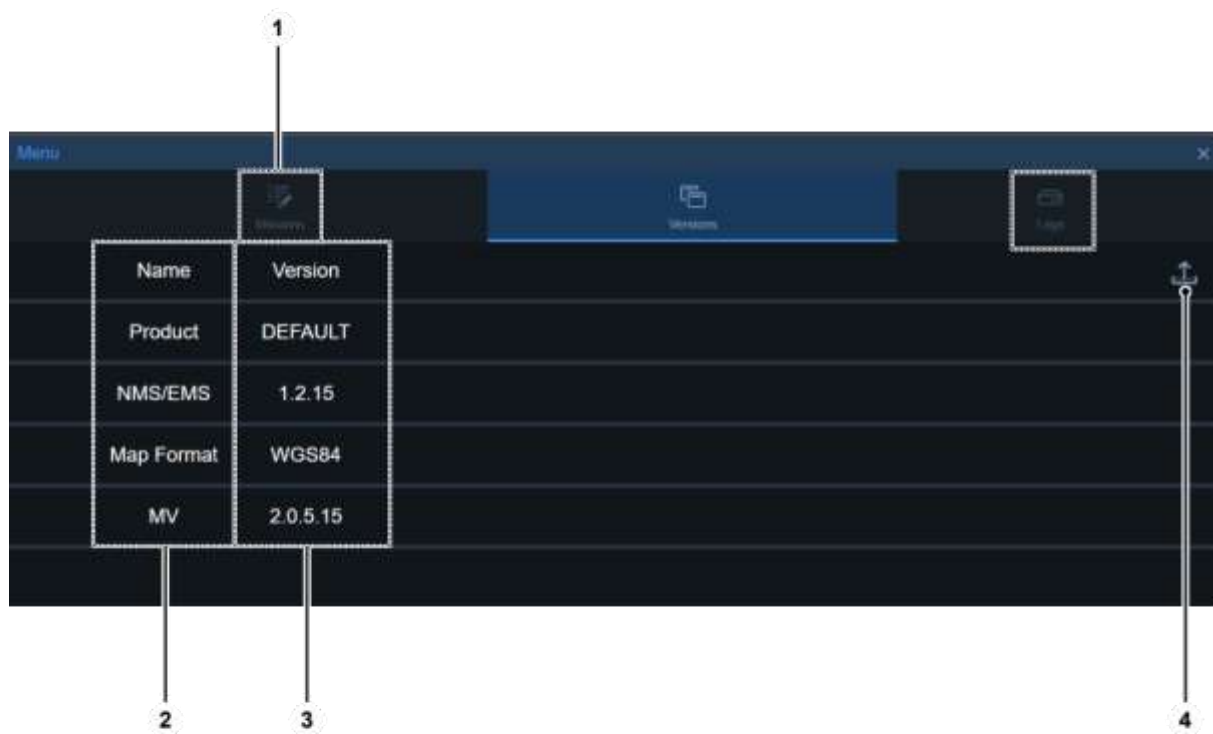 1
Menu
Versions
Logs
Name Version
Product DEFAULT
NMS/EMS 1.2.15
Map Format WGS84
MV 2.0.5.15
2 3 4